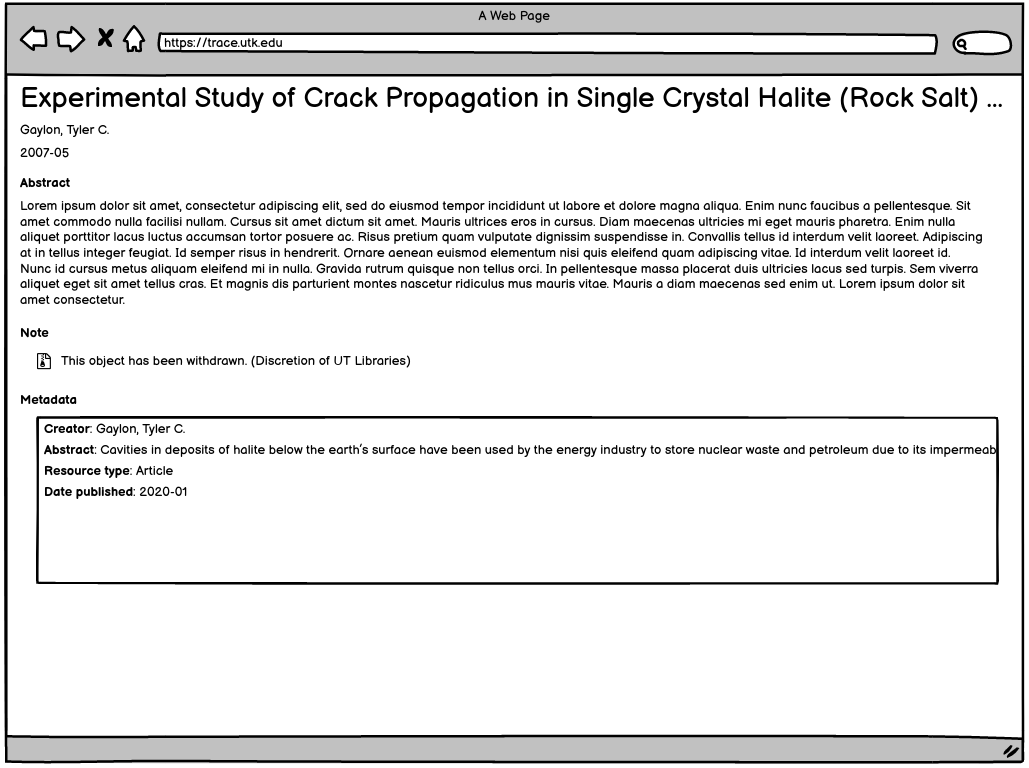 A Web Page
https://trace.utk.edu
Experimental Study of Crack Propagation in Single Crystal Halite (Rock Salt) ...
Gaylon, Tyler C.
2007-05
Abstract
Lorem ipsum dolor sit amet, consectetur adipiscing elit, sed do eiusmod tempor incididunt ut labore et dolore magna aliqua. Enim nunc faucibus a pellentesque. Sit
amet commodo nulla facilisi nullam. Cursus sit amet dictum sit amet. Mauris ultrices eros in cursus. Diam maecenas ultricies mi eget mauris pharetra. Enim nulla
aliquet porttitor lacus luctus accumsan tortor posuere ac. Risus pretium quam vulputate dignissim suspendisse in. Convallis tellus id interdum velit laoreet. Adipiscing
at in tellus integer feugiat. Id semper risus in hendrerit. Ornare aenean euismod elementum nisi quis eleifend quam adipiscing vitae. Id interdum velit laoreet id.
Nunc id cursus metus aliquam eleifend mi in nulla. Gravida rutrum quisque non tellus orci. In pellentesque massa placerat duis ultricies lacus sed turpis. Sem viverra
aliquet eget sit amet tellus cras. Et magnis dis parturient montes nascetur ridiculus mus mauris vitae. Mauris a diam maecenas sed enim ut. Lorem ipsum dolor sit
amet consectetur.
Note
This object has been withdrawn. (Discretion of UT Libraries)
Metadata
Creator: Gaylon, Tyler C.
Abstract: Cavities in deposits of halite below the earth's surface have been used by the energy industry to store nuclear waste and petroleum due to its impermeab
Resource type: Article
Date published: 2020-01